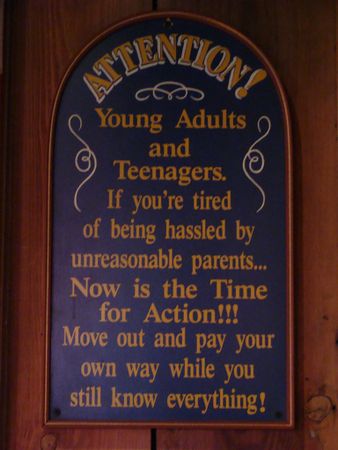 ATTENTION!
Young Adults
and
Teenagers.
If you're tired
of being hassled by
unreasonable parents...
Now is the Time
for Action!!!
Move out and pay your
own way while you
still know everything!